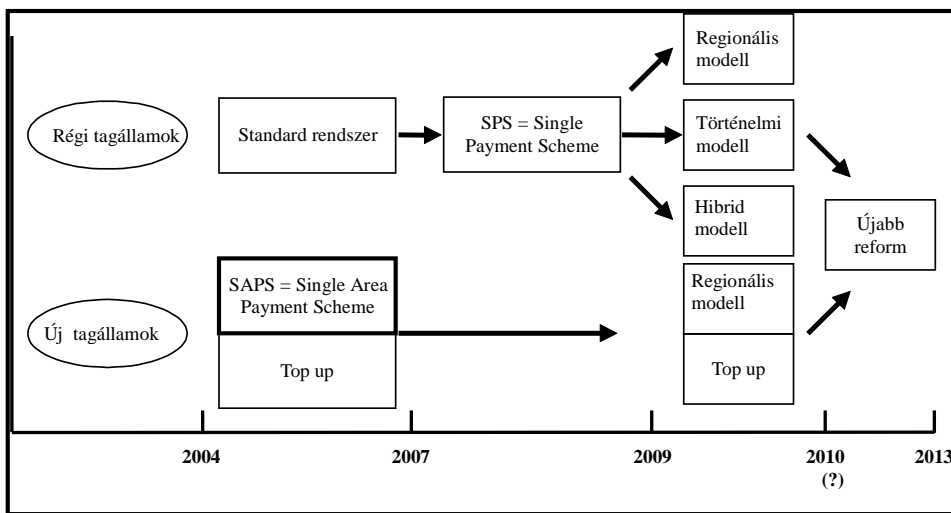 Regionális
modell
Régi tagállamok
Standard rendszer
SPS = Single
Payment Scheme
Történelmi
modell
Hibrid
modell
Újabb
reform
Új tagállamok
SAPS = Single Area
Payment Scheme
Top up
Regionális
modell
Top up
2004
2007
2009
2010
(?)
2013